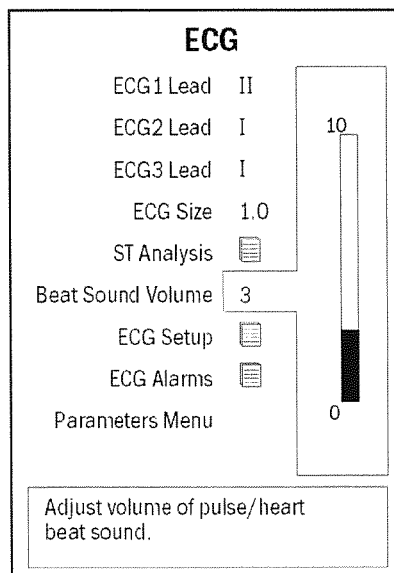 ECG
ECG1 Lead II
ECG2 Lead I
ECG3 Lead I
10
ECG Size 1.0
ST Analysis
Beat Sound Volume 3
ECG Setup
ECG Alarms
Parameters Menu
0
Adjust volume of pulse/heart
beat sound.